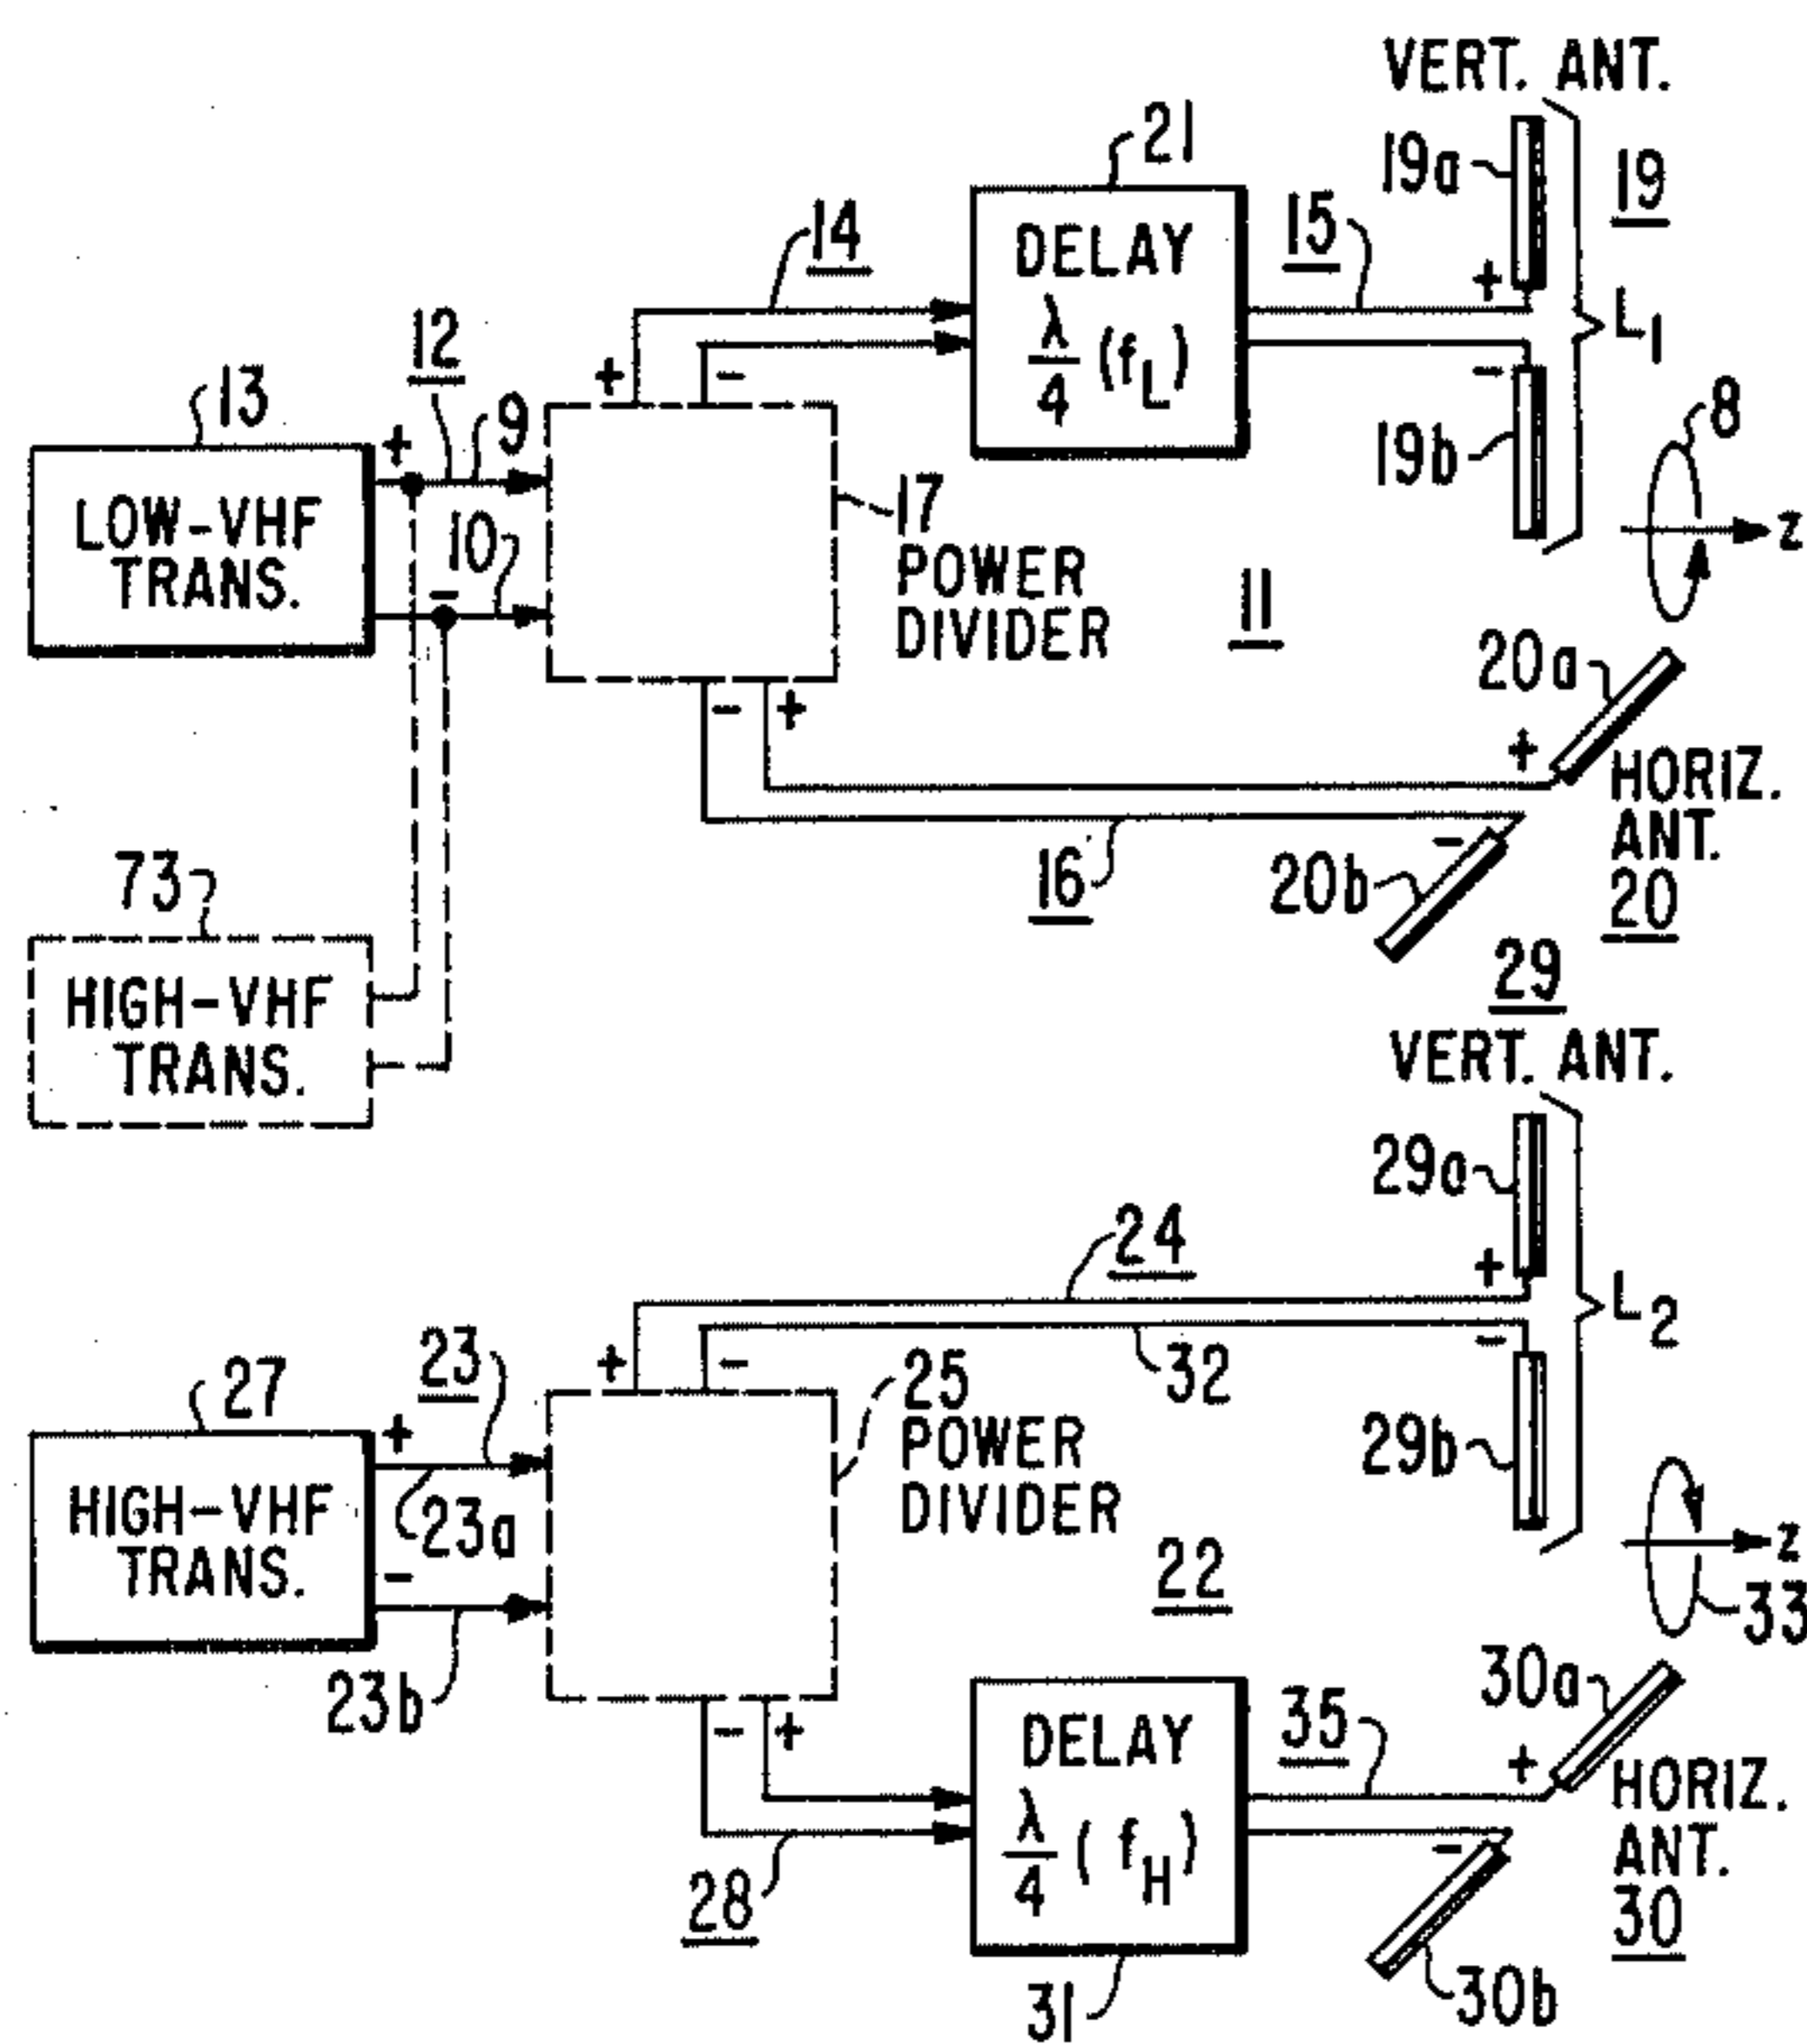 VERT. ANT.
21
19a
19
14
DELAY
λ/4 (fL)
15
+
L1
12
13
+
9
+
-
-
8
19b
17
LOW-VHF
TRANS.
10
-
POWER
DIVIDER
11
z
20a
-
+
+
HORIZ.
ANT.
20
73
16
-
20b
HIGH-VHF
TRANS.
29
VERT. ANT.
29a
24
+
L2
23
27
+
+
-
32
-
25
POWER
DIVIDER
29b
HIGH-VHF
TRANS.
23a
-
22
z
33
23b
30a
-
+
DELAY
λ/4 (fH)
35
+
HORIZ.
ANT.
30
28
-
31
30b